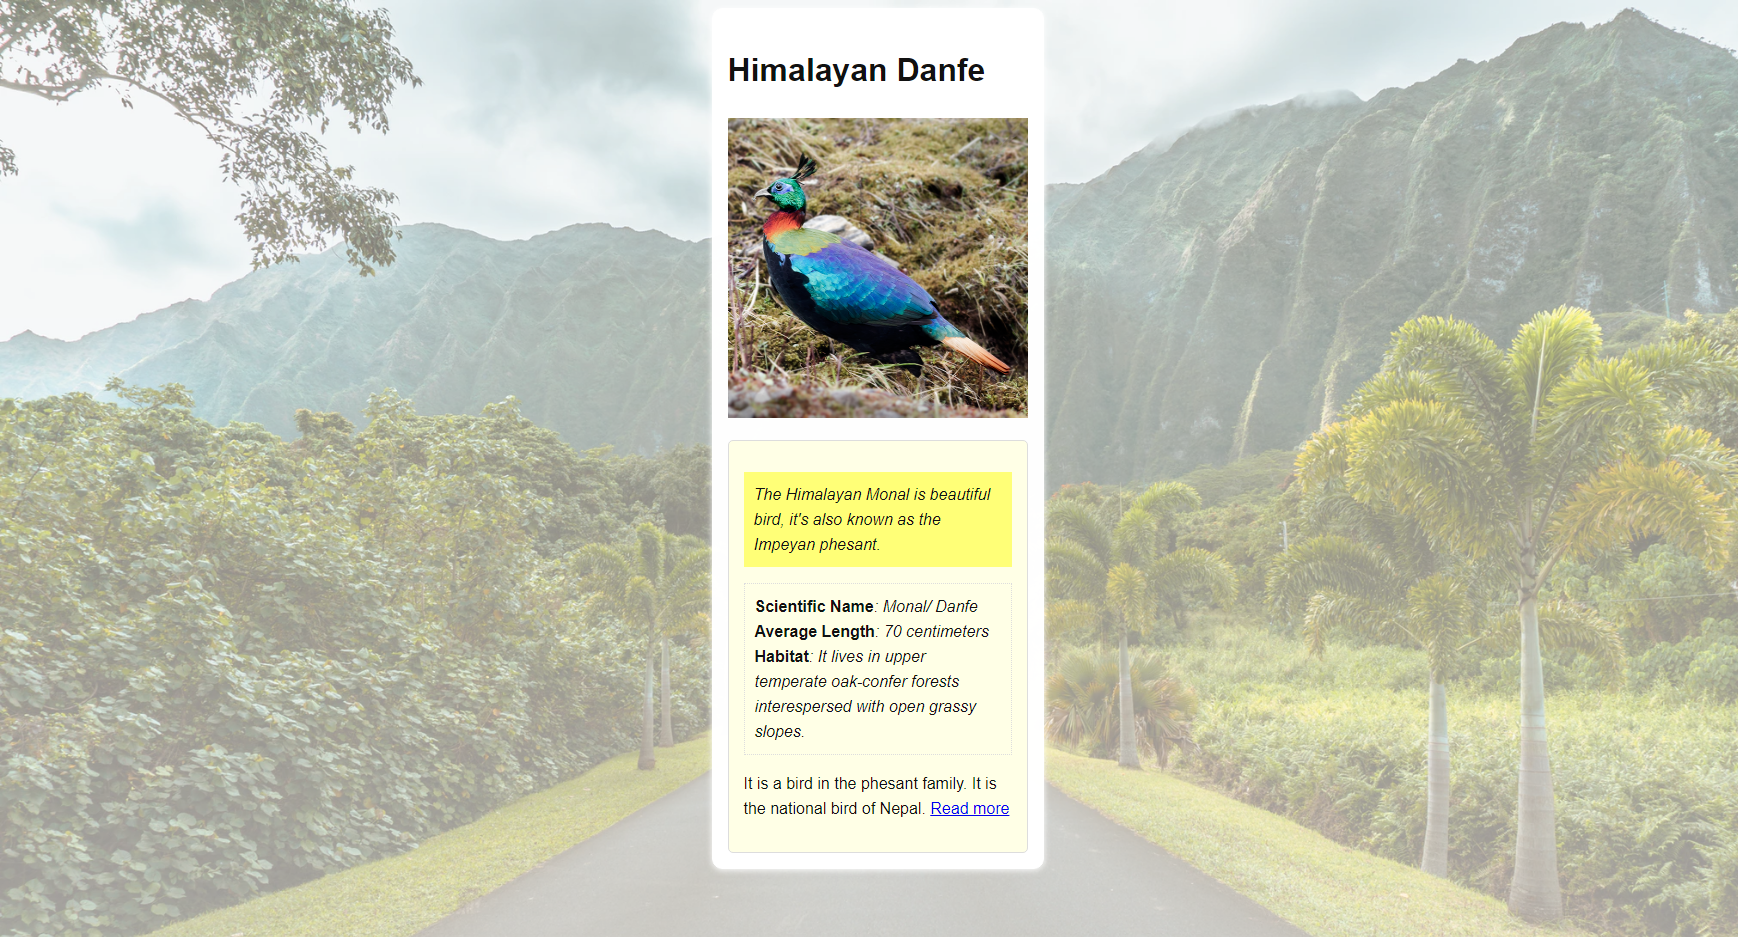 Himalayan Danfe
The Himalayan Monal is beautiful
bird, it's also known as the
Impeyan phesant.
Scientific Name: Monal/ Danfe
Average Length: 70 centimeters
Habitat: It lives in upper
temperate oak-confer forests
interespersed with open grassy
slopes.
It is a bird in the phesant family. It is
the national bird of Nepal. Read more